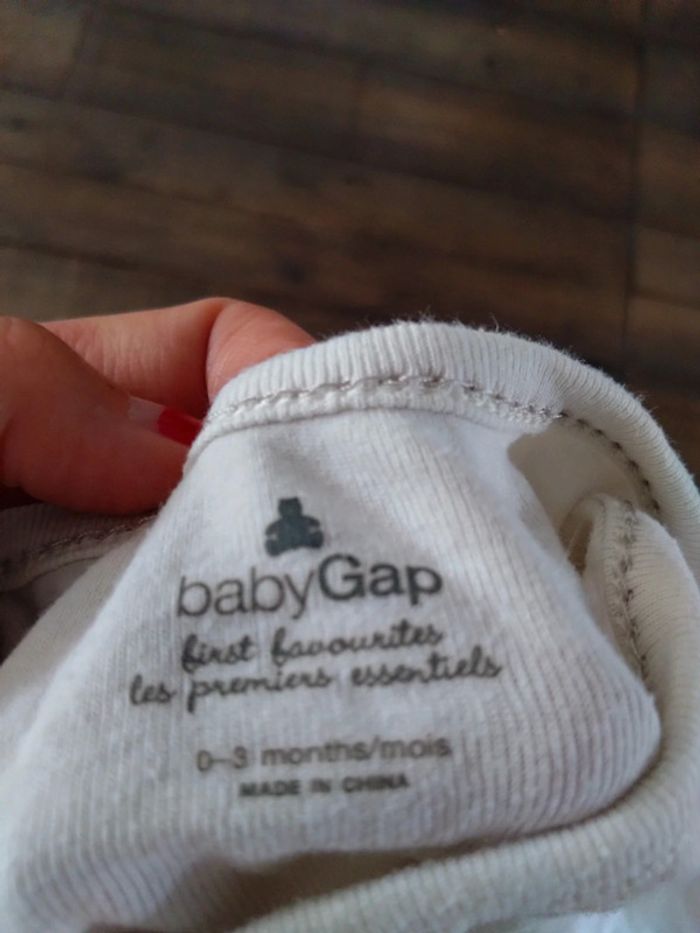 babyGap
first favourites
les premiers essentiels
0-3 months/mois
MADE IN CHINA